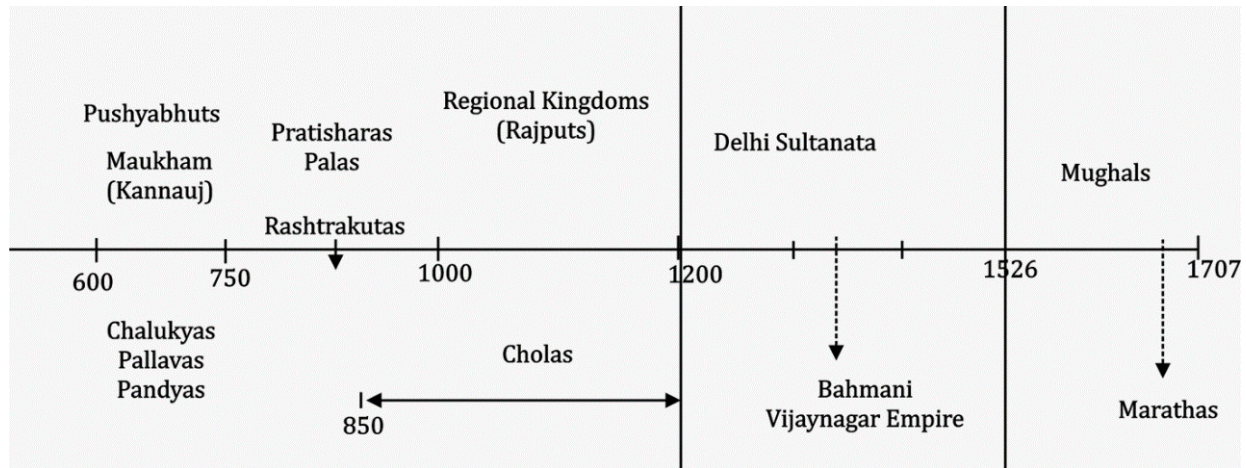 Pushyabhuts
Maukham
(Kannauj)
Pratisharas
Palas
Rashtrakutas
Regional Kingdoms
(Rajputs)
Delhi Sultanata
Mughals
600
750
1000
1200
1526
1707
Chalukyas
Pallavas
Pandyas
850
Cholas
Bahmani
Vijaynagar Empire
Marathas